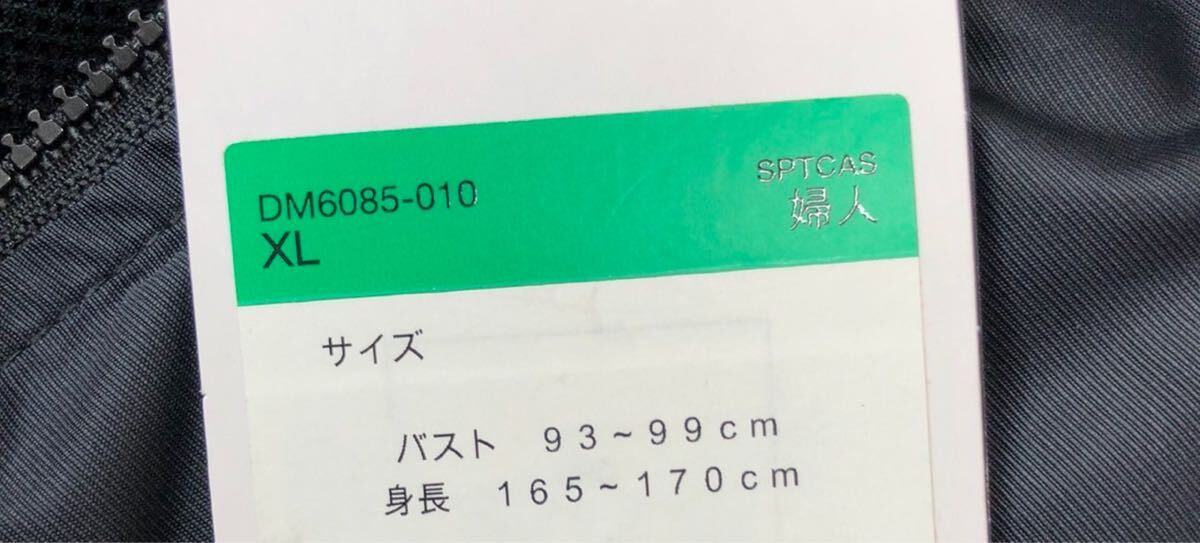 DM6085-010
XL
SPTCAS
婦人
サイズ
バスト 93~99cm
身長 165~170cm